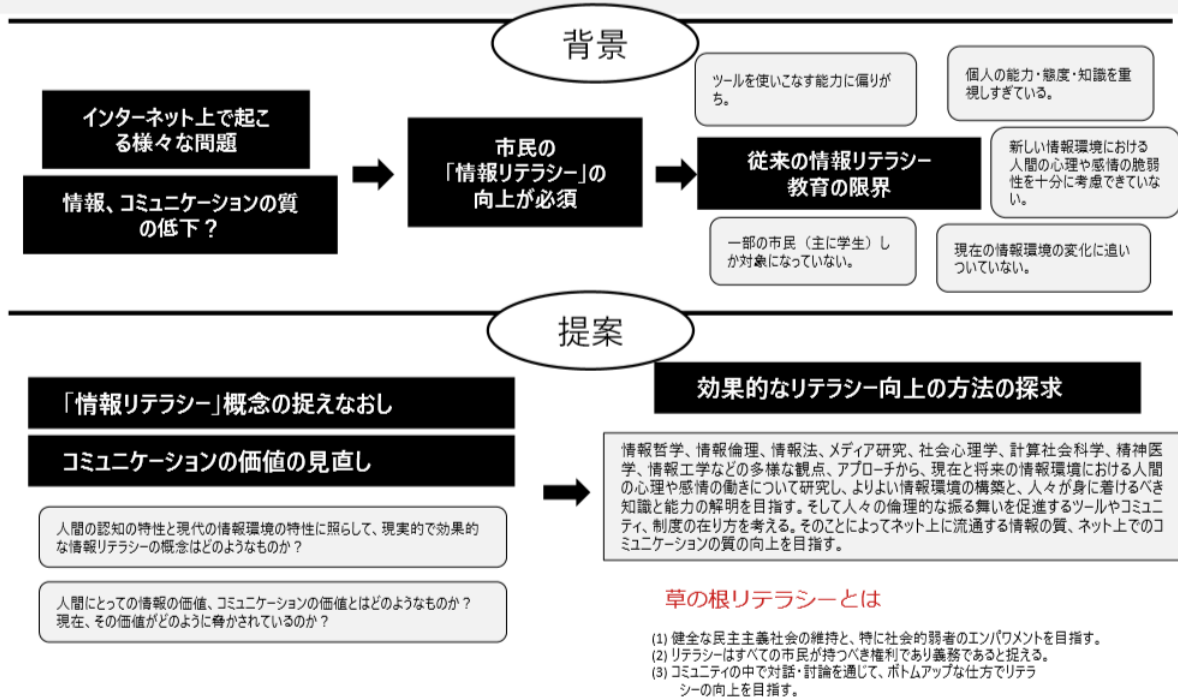 背景
インターネット上で起こ
る様々な問題
情報、コミュニケーションの質
の低下？
市民の
「情報リテラシー」の
向上が必須
ツールを使いこなす能力に偏りが
ち。
個人の能力・態度・知識を重
視しすぎている。
従来の情報リテラシー
教育の限界
新しい情報環境における
人間の心理や感情の脆弱
性を十分に考慮できていな
い。
一部の市民（主に学生）し
か対象になっていない。
現在の情報環境の変化に追い
ついていない。
提案
「情報リテラシー」概念の捉えなおし
コミュニケーションの価値の見直し
人間の認知の特性と現代の情報環境の特性に照らして、現実的で効果的
な情報リテラシーの概念はどのようなものか？
人間にとっての情報の価値、コミュニケーションの価値とはどのようなものか？
現在、その価値がどのように脅かされているのか？
効果的なリテラシー向上の方法の探求
情報哲学、情報倫理、情報法、メディア研究、社会心理学、計算社会科学、精神医
学、情報工学などの多様な観点、アプローチから、現在と将来の情報環境における人間
の心理や感情の働きについて研究し、よりよい情報環境の構築と、人々が身に着けるべき
知識と能力の解明を目指す。そして人々の倫理的な振る舞いを促進するツールやコミュニ
ティ、制度の在り方を考える。そのことによってネット上に流通する情報の質、ネット上でのコ
ミュニケーションの質の向上を目指す。
草の根リテラシーとは
(1) 健全な民主主義社会の維持と、特に社会的弱者のエンパワメントを目指す。
(2) リテラシーはすべての市民が持つべき権利であり義務であると捉える。
(3) コミュニティの中で対話・討論を通じて、ボトムアップな仕方でリテラ
シーの向上を目指す。